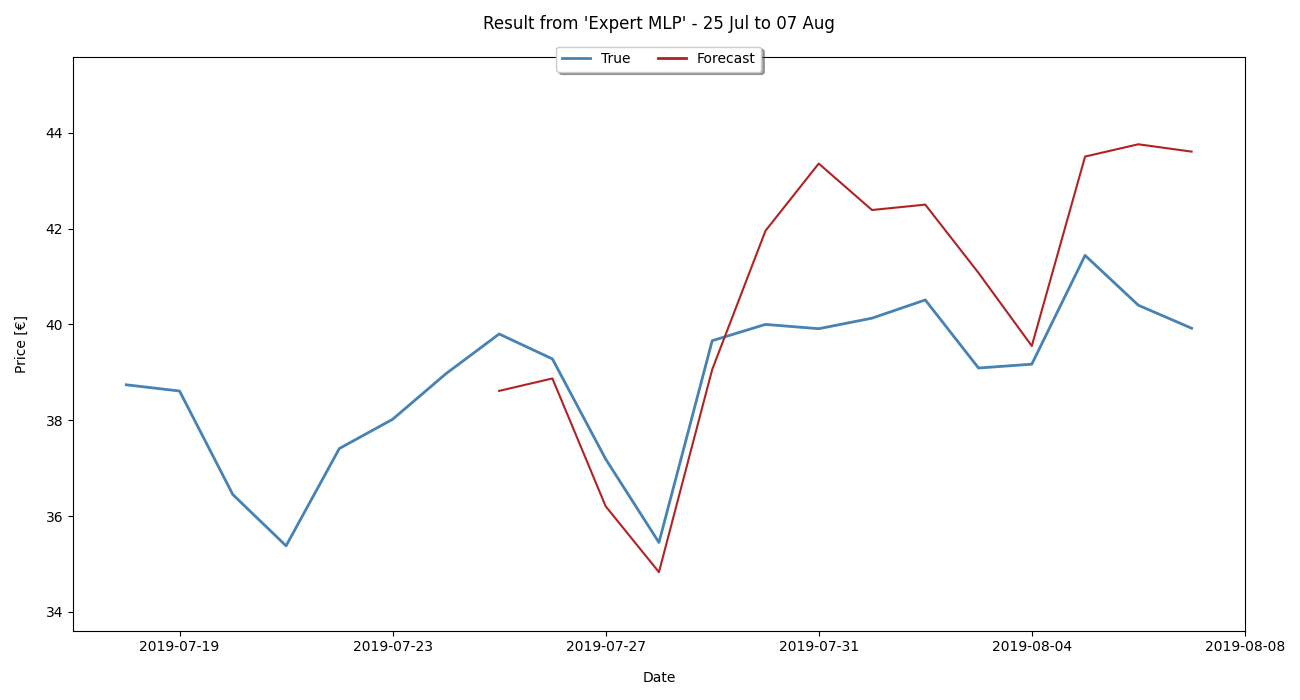 Result from 'Expert MLP' - 25 Jul to 07 Aug
True Forecast
44
42
40
38
36
34
Price [€]
2019-07-19 2019-07-23 2019-07-27 2019-07-31 2019-08-04 2019-08-08
Date